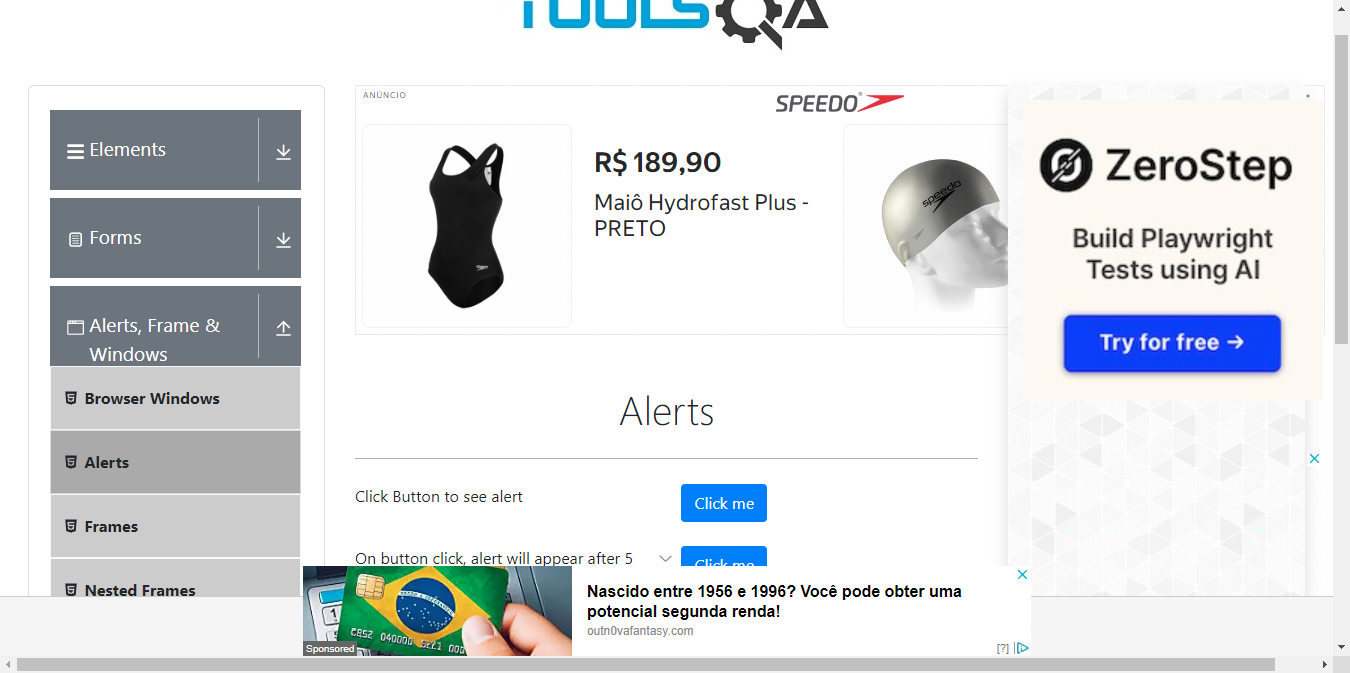 TOOLSQA
ANÚNCIO
SPEEDO
R$ 189,90
Maiô Hydrofast Plus -
PRETO
speedo
ZeroStep
Build Playwright
Tests using AI
Try for free →
Elements
Forms
Alerts, Frame &
Windows
Browser Windows
Alerts
Frames
Nested Frames
Alerts
Click Button to see alert
Click me
On button click, alert will appear after 5
Click me
Sponsored
Nascido entre 1956 e 1996? Você pode obter uma
potencial segunda renda!
outn0vafantasy.com
[?]